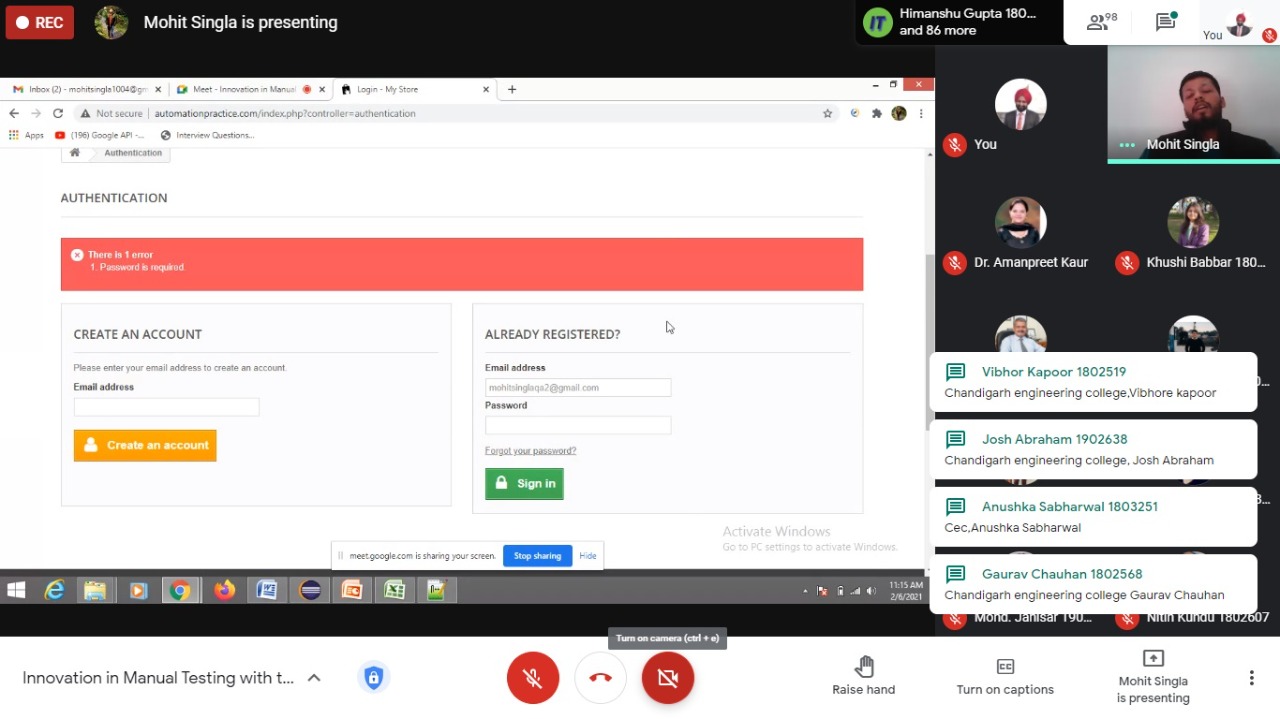 REC
Mohit Singla is presenting
IT
Himanshu Gupta 180...
and 86 more
98
You
Inbox (2) - mohitsingla1004@gm
Meet - Innovation in Manual
Login - My Store
Not secure | automationpractice.com/index.php?controller=authentication
Apps
(196) Google API -...
Interview Questions...
Authentication
AUTHENTICATION
There is 1 error
1. Password is required.
CREATE AN ACCOUNT
Please enter your email address to create an account.
Email address
Create an account
ALREADY REGISTERED?
Email address
mohitsinglaqa2@gmail.com
Password
Forgot your password?
Sign in
Activate Windows
Go to PC settings to activate Windows.
meet.google.com is sharing your screen.
Stop sharing
Hide
11:15 AM
2/6/2021
You
Mohit Singla
Dr. Amanpreet Kaur
Khushi Babbar 180...
Vibhor Kapoor 1802519
Chandigarh engineering college,Vibhore kapoor
Josh Abraham 1902638
Chandigarh engineering college, Josh Abraham
Anushka Sabharwal 1803251
Cec,Anushka Sabharwal
Gaurav Chauhan 1802568
Chandigarh engineering college Gaurav Chauhan
Mohd. Janisar 190...
Nitin Kundu 1802607
Turn on camera (ctrl + e)
Innovation in Manual Testing with t...
Raise hand
Turn on captions
Mohit Singla
is presenting